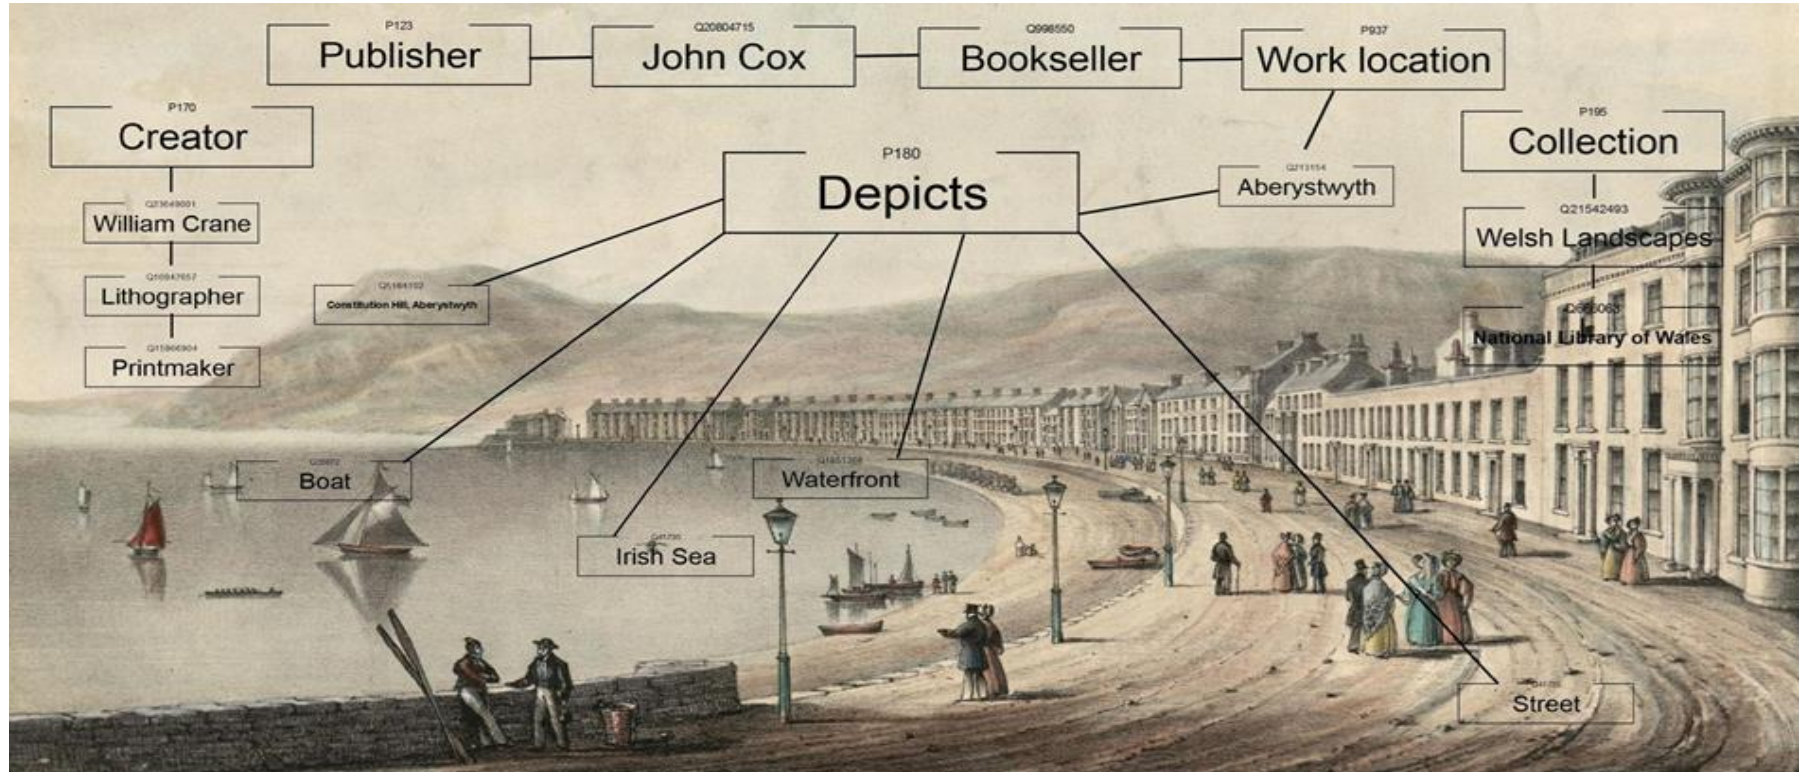 P123
Publisher
Q20804715
John Cox
Q998550
Bookseller
P937
Work location
P170
Creator
P195
Collection
P180
Depicts
Aberystwyth
William Crane
Q21542493
Welsh Landscapes
Lithographer
Constitution Hill, Aberystwyth
National Library of Wales
Q15966904
Printmaker
Boat
Waterfront
Irish Sea
Street